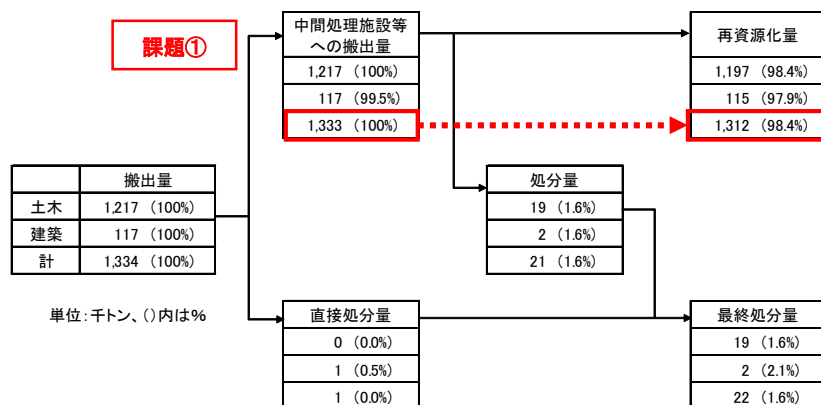 課題①
中間処理施設等
への搬出量
1,217 (100%)
117 (99.5%)
1,333 (100%)
再資源化量
1,197 (98.4%)
115 (97.9%)
1,312 (98.4%)
搬出量
土木 1,217 (100%)
建築 117 (100%)
計 1,334 (100%)
処分量
19 (1.6%)
2 (1.6%)
21 (1.6%)
単位:千トン、()内は%
直接処分量
0 (0.0%)
1 (0.5%)
1 (0.0%)
最終処分量
19 (1.6%)
2 (2.1%)
22 (1.6%)